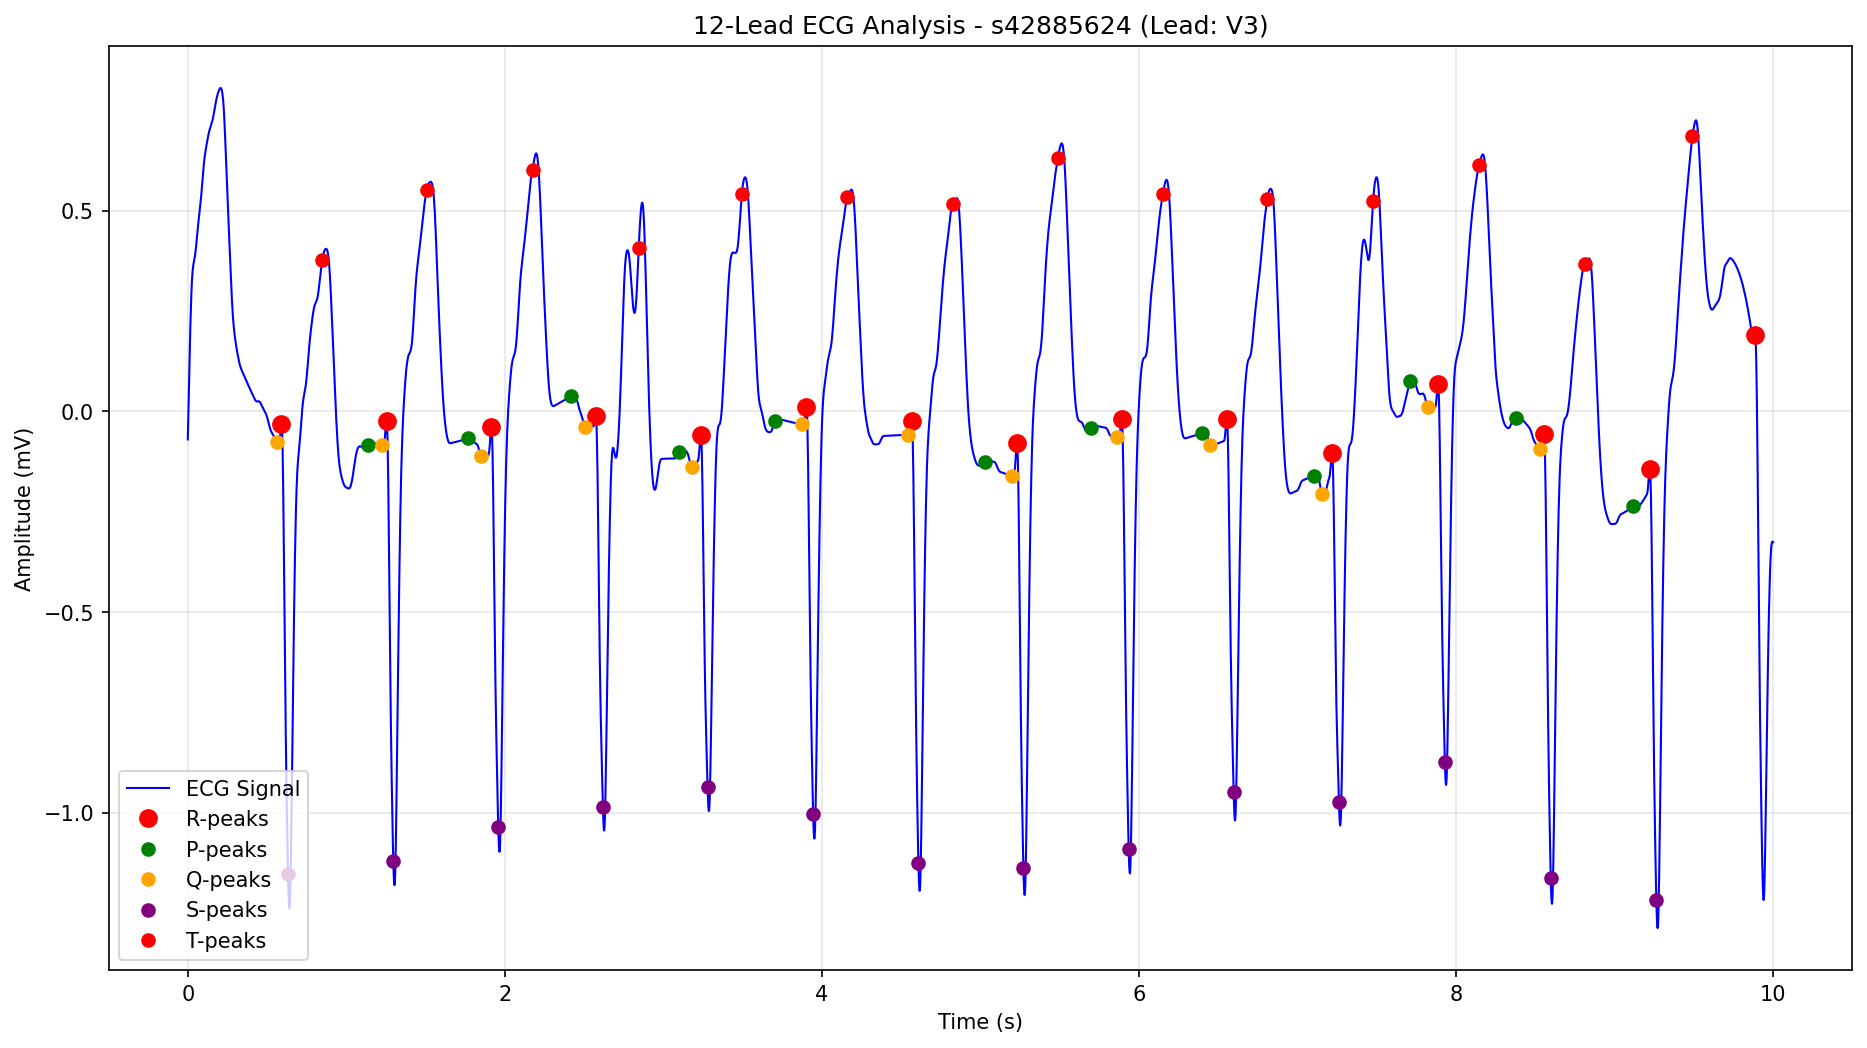 12-Lead ECG Analysis - s42885624 (Lead: V3)
Amplitude (mV)
0.5
0.0
−0.5
−1.0
ECG Signal
R-peaks
P-peaks
Q-peaks
S-peaks
T-peaks
0 2 4 6 8 10
Time (s)